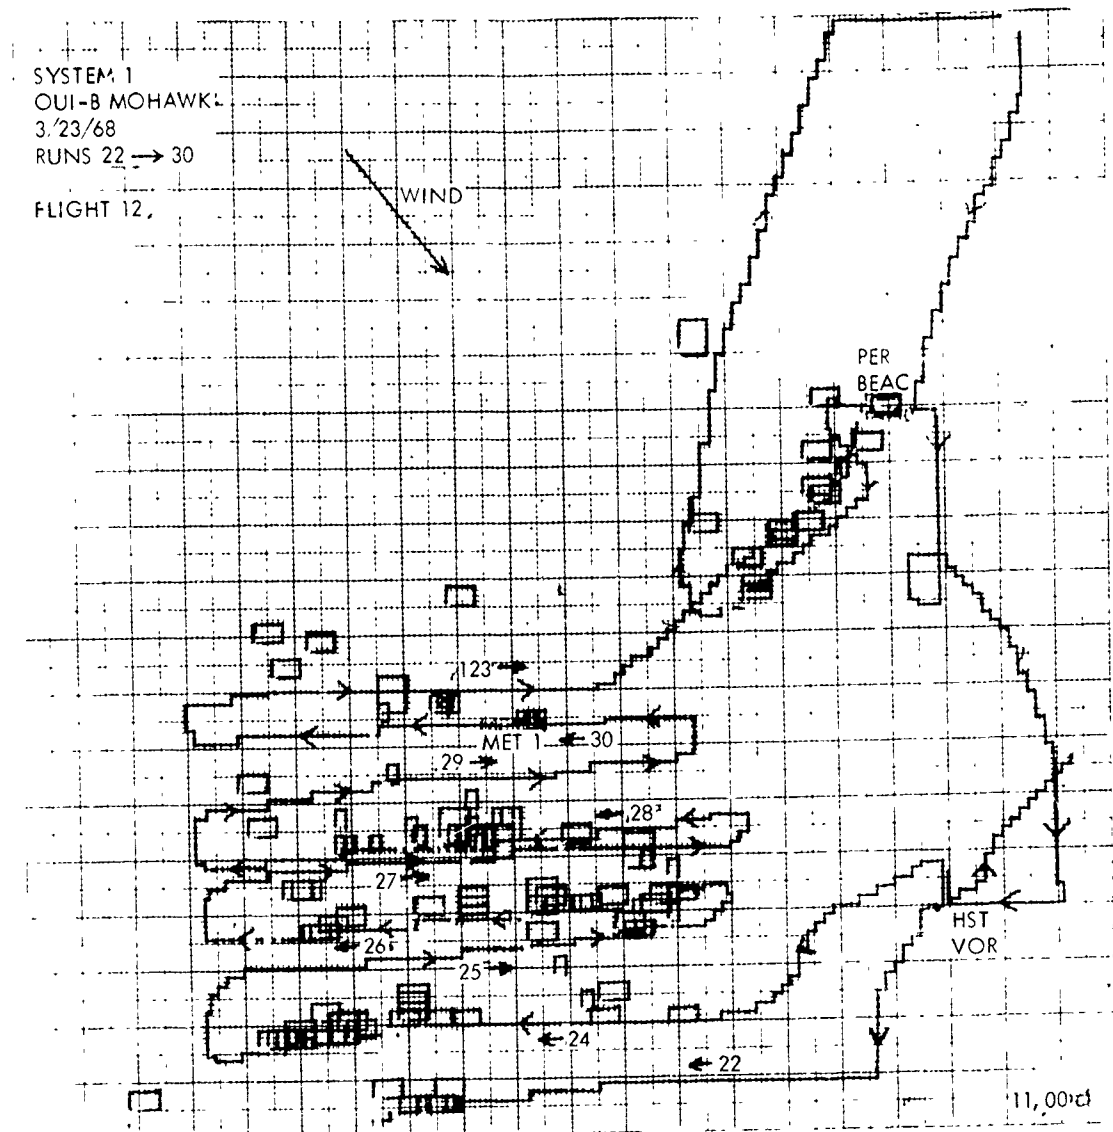 SYSTEM 1
OUI-B MOHAWK
3/23/68
RUNS 22 → 30
FLIGHT 12,
WIND
PER
BEAC
123
MET 1
30
29
28
27
26
25
24
22
HST
VOR